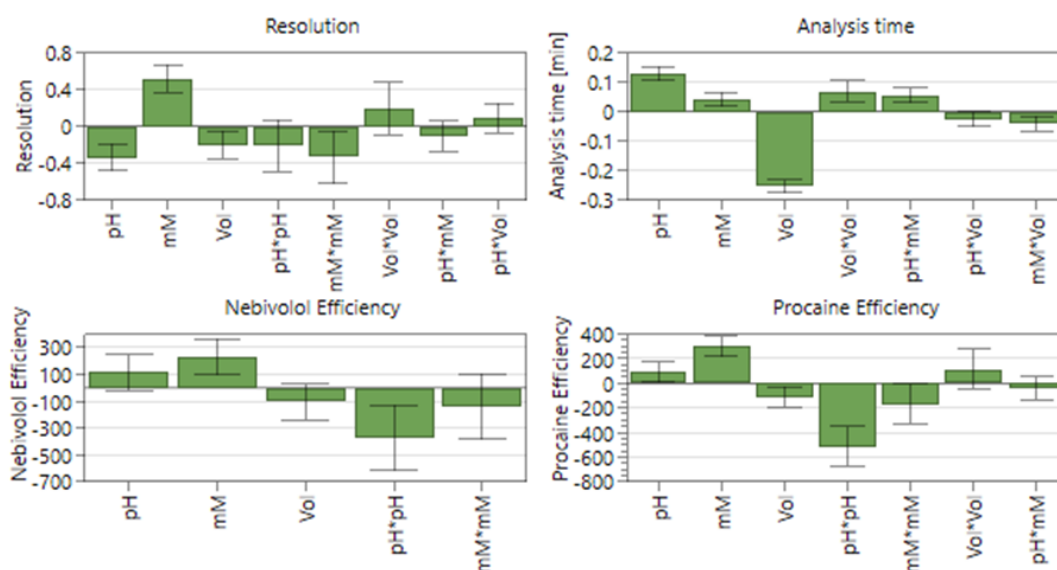 Resolution
Resolution
0.8
0.4
0
-0.4
-0.8
pH
mM
Vol
pH*pH
mM*mM
Vol*Vol
pH*mM
pH*Vol
Analysis time
Analysis time [min]
0.2
0.1
0
-0.1
-0.2
-0.3
pH
mM
Vol
Vol*Vol
pH*mM
pH*Vol
mM*Vol
Nebivolol Efficiency
Nebivolol Efficiency
300
100
-100
-300
-500
-700
pH
mM
Vol
pH*pH
mM*mM
Procaine Efficiency
Procaine Efficiency
400
200
0
-200
-400
-600
-800
pH
mM
Vol
pH*pH
mM*mM
Vol*Vol
pH*mM